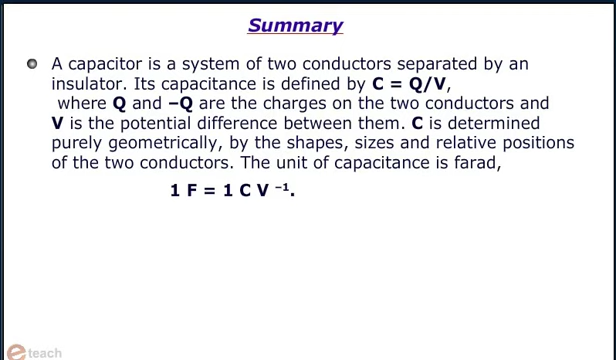 Summary
A capacitor is a system of two conductors separated by an
insulator. Its capacitance is defined by C = Q/V,
where Q and –Q are the charges on the two conductors and
V is the potential difference between them. C is determined
purely geometrically, by the shapes, sizes and relative positions
of the two conductors. The unit of capacitance is farad,
1 F = 1 C V ⁻¹.
e teach